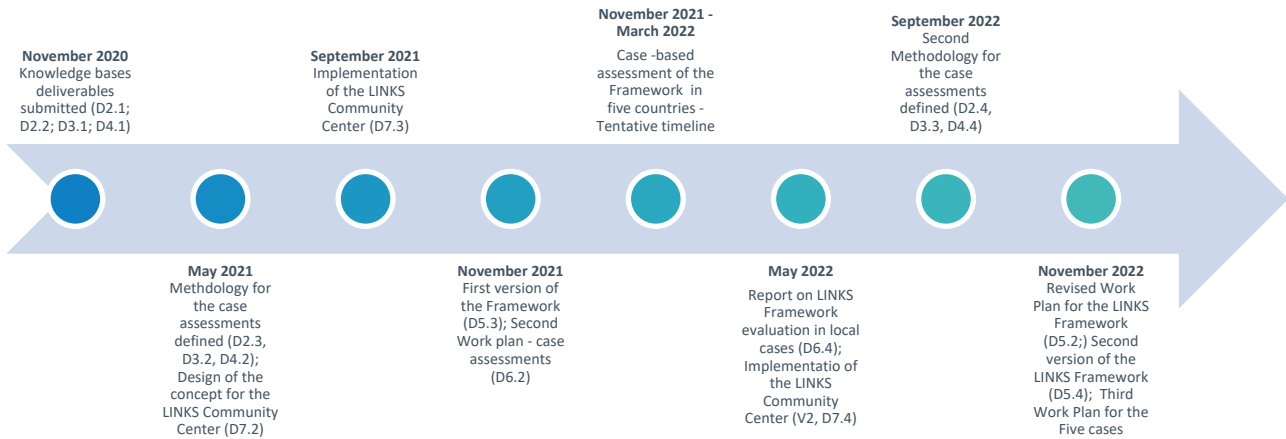 November 2020
Knowledge bases
deliverables
submitted (D2.1;
D2.2; D3.1; D4.1)
May 2021
Methdology for
the case
assessments
defined (D2.3,
D3.2, D4.2);
Design of the
concept for the
LINKS Community
Center (D7.2)
September 2021
Implementation
of the LINKS
Community
Center (D7.3)
November 2021
First version of
the Framework
(D5.3); Second
Work plan - case
assessments
(D6.2)
November 2021 -
March 2022
Case -based
assessment of the
Framework in
five countries -
Tentative timeline
May 2022
Report on LINKS
Framework
evaluation in local
cases (D6.4);
Implementatio of
the LINKS
Community
Center (V2, D7.4)
September 2022
Second
Methodology for
the case
assessments
defined (D2.4,
D3.3, D4.4)
November 2022
Revised Work
Plan for the LINKS
Framework
(D5.2;) Second
version of the
LINKS Framework
(D5.4); Third
Work Plan for the
Five cases